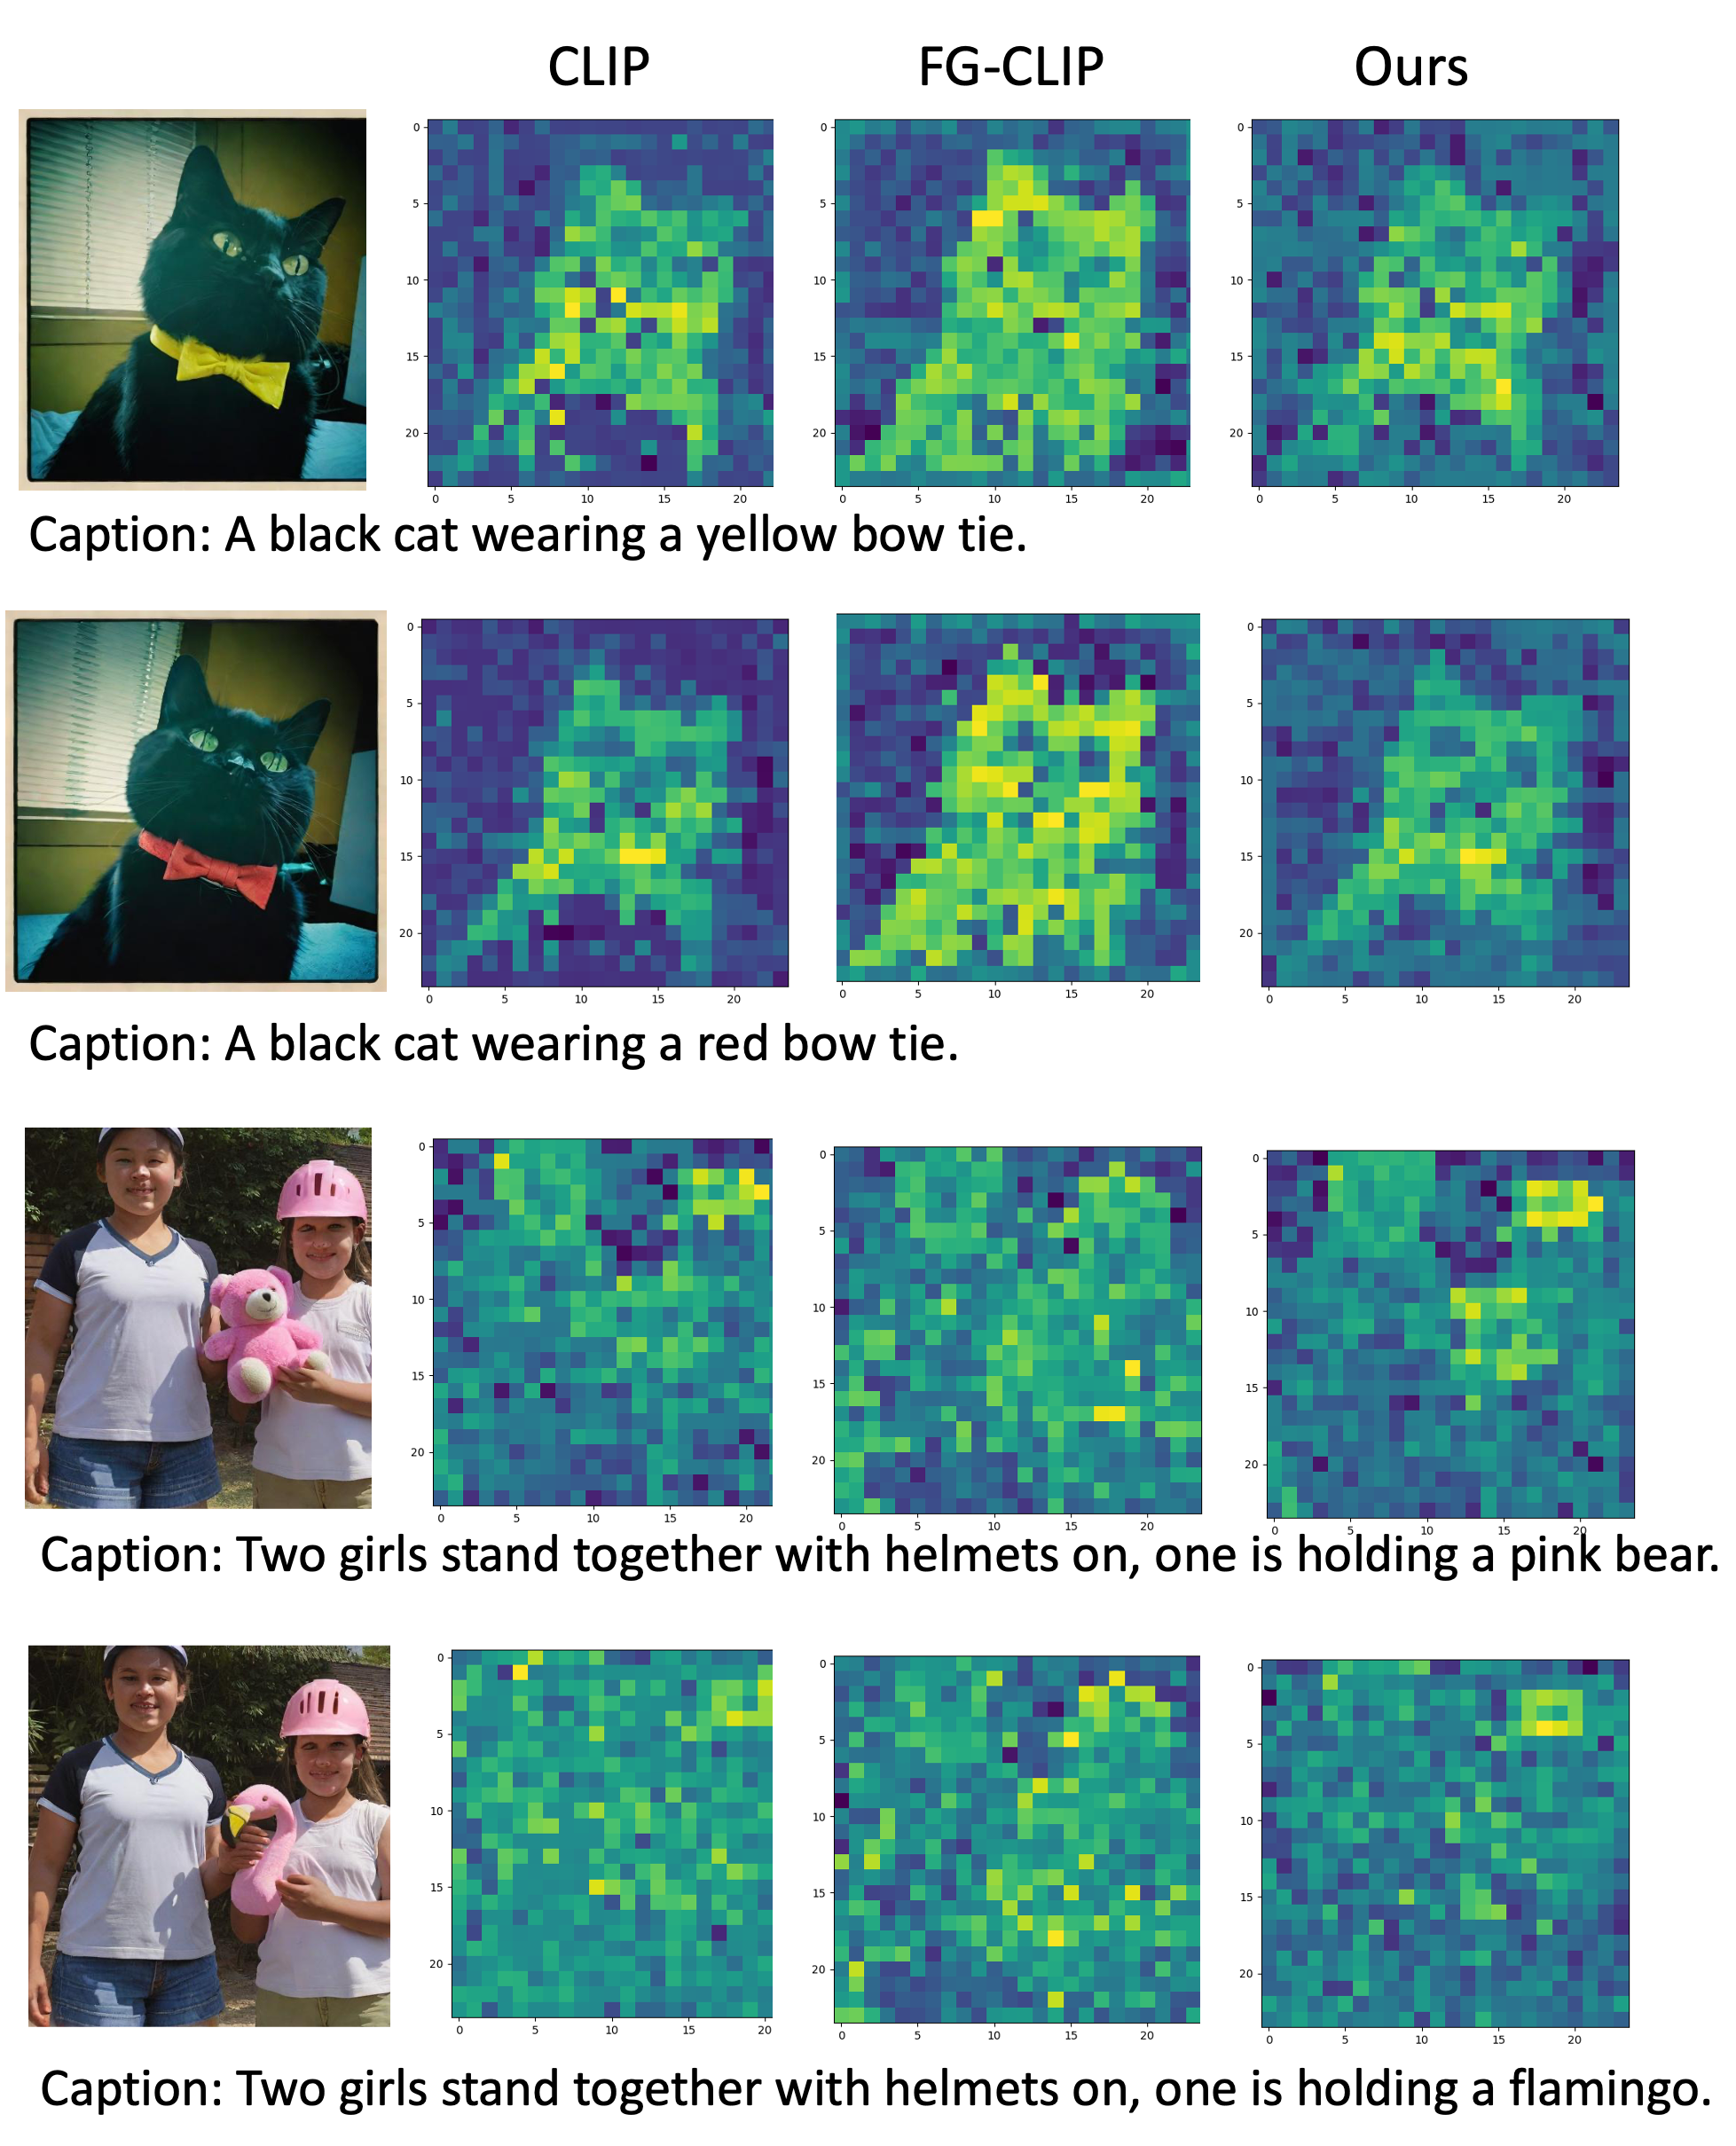 CLIP FG-CLIP Ours
0 0 0
5 5 5
10 10 10
15 15 15
20 20 20
0 5 10 15 20 0 5 10 15 20 0 5 10 15 20
Caption: A black cat wearing a yellow bow tie.
0 0 0
5 5 5
10 10 10
15 15 15
20 20 20
0 5 10 15 20 0 5 10 15 20 0 5 10 15 20
Caption: A black cat wearing a red bow tie.
0 0 0
5 5 5
10 10 10
15 15 15
20 20 20
0 5 10 15 20 0 5 10 15 20 0 5 10 15 20
Caption: Two girls stand together with helmets on, one is holding a pink bear.
0 0 0
5 5 5
10 10 10
15 15 15
20 20 20
0 5 10 15 20 0 5 10 15 20 0 5 10 15 20
Caption: Two girls stand together with helmets on, one is holding a flamingo.